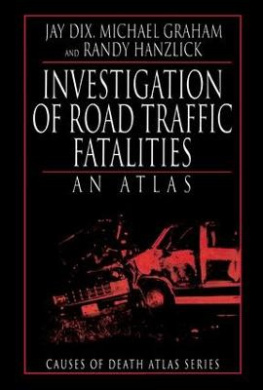 JAY DIX, MICHAEL GRAHAM
AND RANDY HANZLICK
INVESTIGATION
OF ROAD TRAFFIC
FATALITIES
AN ATLAS
CAUSES OF DEATH ATLAS SERIES